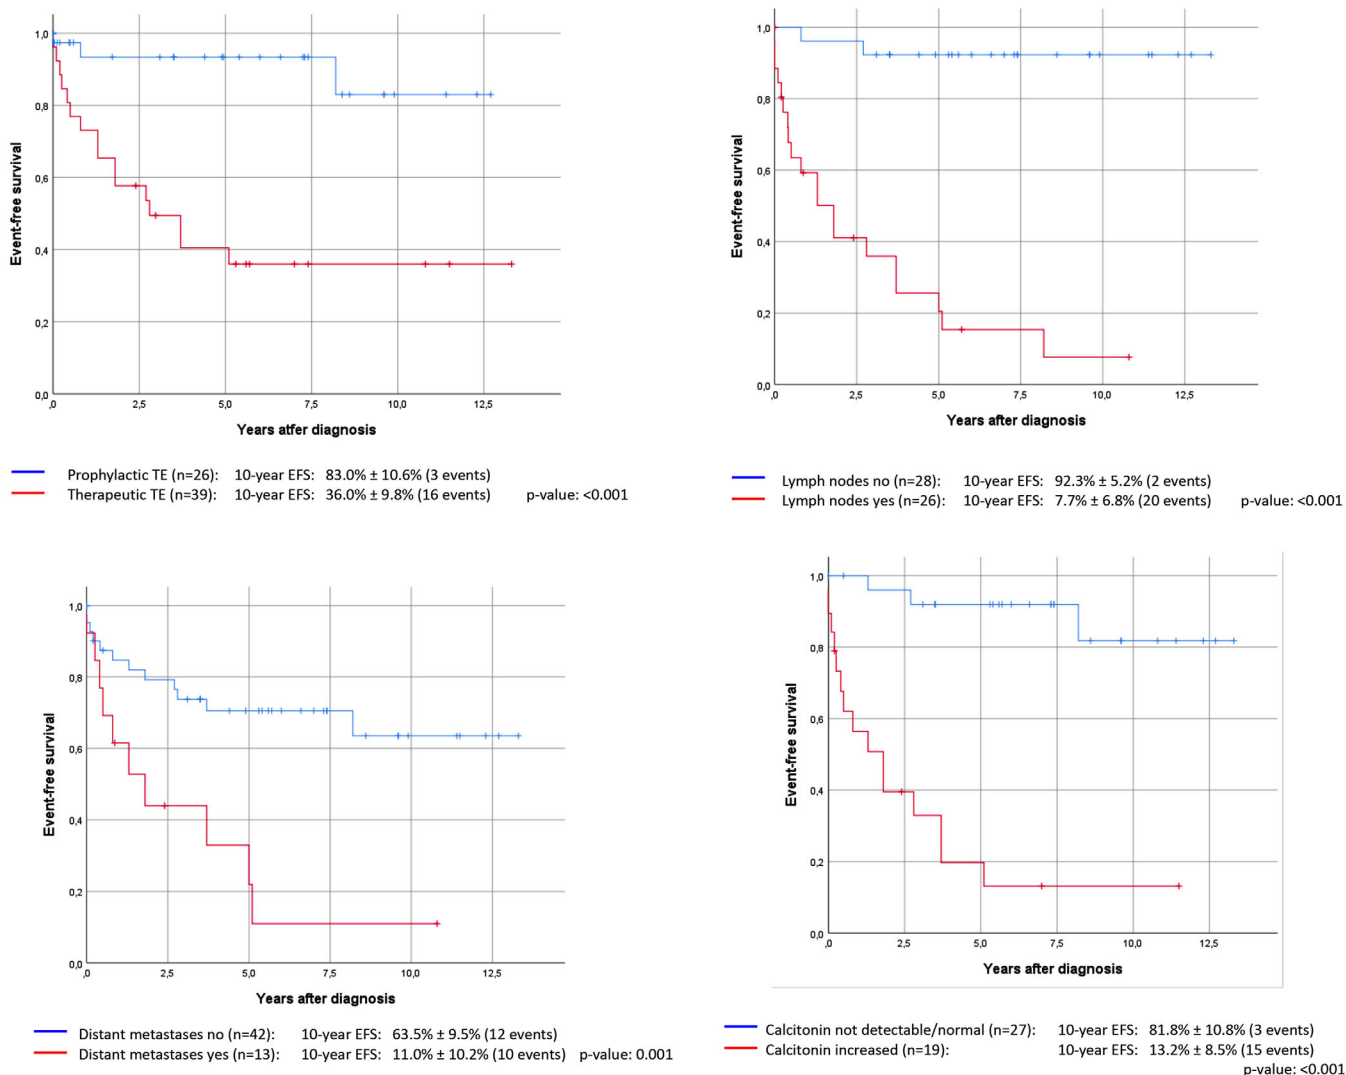 1,0
0,8
0,6
0,4
0,2
0,0
Event-free survival
,0 2,5 5,0 7,5 10,0 12,5
Years atfer diagnosis
Prophylactic TE (n=26): 10-year EFS: 83.0% ± 10.6% (3 events)
Therapeutic TE (n=39): 10-year EFS: 36.0% ± 9.8% (16 events) p-value: <0.001
1,0
0,8
0,6
0,4
0,2
0,0
Event-free survival
,0 2,5 5,0 7,5 10,0 12,5
Years after diagnosis
Lymph nodes no (n=28): 10-year EFS: 92.3% ± 5.2% (2 events)
Lymph nodes yes (n=26): 10-year EFS: 7.7% ± 6.8% (20 events) p-value: <0.001
1,0
0,8
0,6
0,4
0,2
0,0
Event-free survival
,0 2,5 5,0 7,5 10,0 12,5
Years after diagnosis
Distant metastases no (n=42): 10-year EFS: 63.5% ± 9.5% (12 events)
Distant metastases yes (n=13): 10-year EFS: 11.0% ± 10.2% (10 events) p-value: 0.001
1,0
0,8
0,6
0,4
0,2
0,0
Event-free survival
,0 2,5 5,0 7,5 10,0 12,5
Years after diagnosis
Calcitonin not detectable/normal (n=27): 10-year EFS: 81.8% ± 10.8% (3 events)
Calcitonin increased (n=19): 10-year EFS: 13.2% ± 8.5% (15 events)
p-value: <0.001